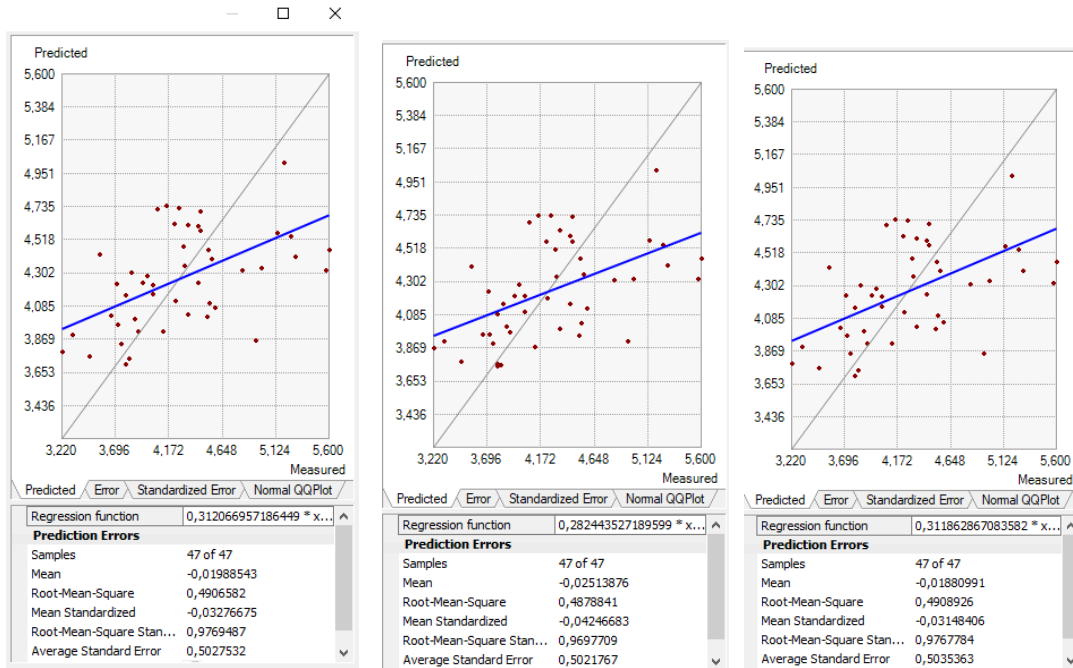 Predicted
5,600
5,384
5,167
4,951
4,735
4,518
4,302
4,085
3,869
3,653
3,436
3,220 3,696 4,172 4,648 5,124 5,600
Measured
Predicted Error Standardized Error Normal QQPlot
Regression function 0,312066957186449 * x...
Prediction Errors
Samples 47 of 47
Mean -0,01988543
Root-Mean-Square 0,4906582
Mean Standardized -0,03276675
Root-Mean-Square Stan... 0,9769487
Average Standard Error 0,5027532
Predicted
5,600
5,384
5,167
4,951
4,735
4,518
4,302
4,085
3,869
3,653
3,436
3,220 3,696 4,172 4,648 5,124 5,600
Measured
Predicted Error Standardized Error Normal QQPlot
Regression function 0,282443527189599 * x...
Prediction Errors
Samples 47 of 47
Mean -0,02513876
Root-Mean-Square 0,4878841
Mean Standardized -0,04246683
Root-Mean-Square Stan... 0,9697709
Average Standard Error 0,5021767
Predicted
5,600
5,384
5,167
4,951
4,735
4,518
4,302
4,085
3,869
3,653
3,436
3,220 3,696 4,172 4,648 5,124 5,600
Measured
Predicted Error Standardized Error Normal QQPlot
Regression function 0,311862867083582 * x...
Prediction Errors
Samples 47 of 47
Mean -0,01880991
Root-Mean-Square 0,4908926
Mean Standardized -0,03148406
Root-Mean-Square Stan... 0,9767784
Average Standard Error 0,5035363